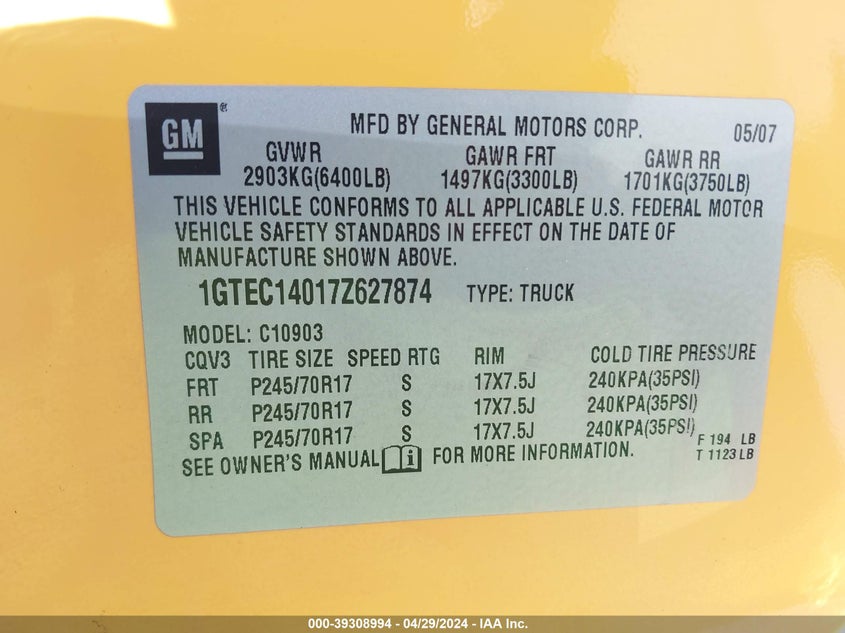 GM®
MFD BY GENERAL MOTORS CORP. 05/07
GVWR GAWR FRT GAWR RR
2903KG(6400LB) 1497KG(3300LB) 1701KG(3750LB)
THIS VEHICLE CONFORMS TO ALL APPLICABLE U.S. FEDERAL MOTOR
VEHICLE SAFETY STANDARDS IN EFFECT ON THE DATE OF
MANUFACTURE SHOWN ABOVE.
1GTEC14017Z627874 TYPE: TRUCK
MODEL: C10903
CQV3 TIRE SIZE SPEED RTG RIM COLD TIRE PRESSURE
FRT P245/70R17 S 17X7.5J 240KPA(35PSI)
RR P245/70R17 S 17X7.5J 240KPA(35PSI)
SPA P245/70R17 S 17X7.5J 240KPA(35PSI)
F 194 LB
SEE OWNER'S MANUAL i FOR MORE INFORMATION.
T 1123 LB
000-39308994 - 04/29/2024 - IAA Inc.